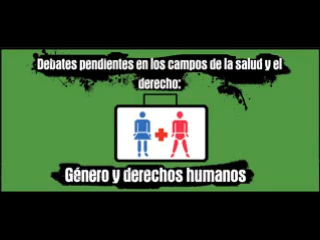 Debates pendientes en los campos de la salud y el
derecho:
Género y derechos humanos